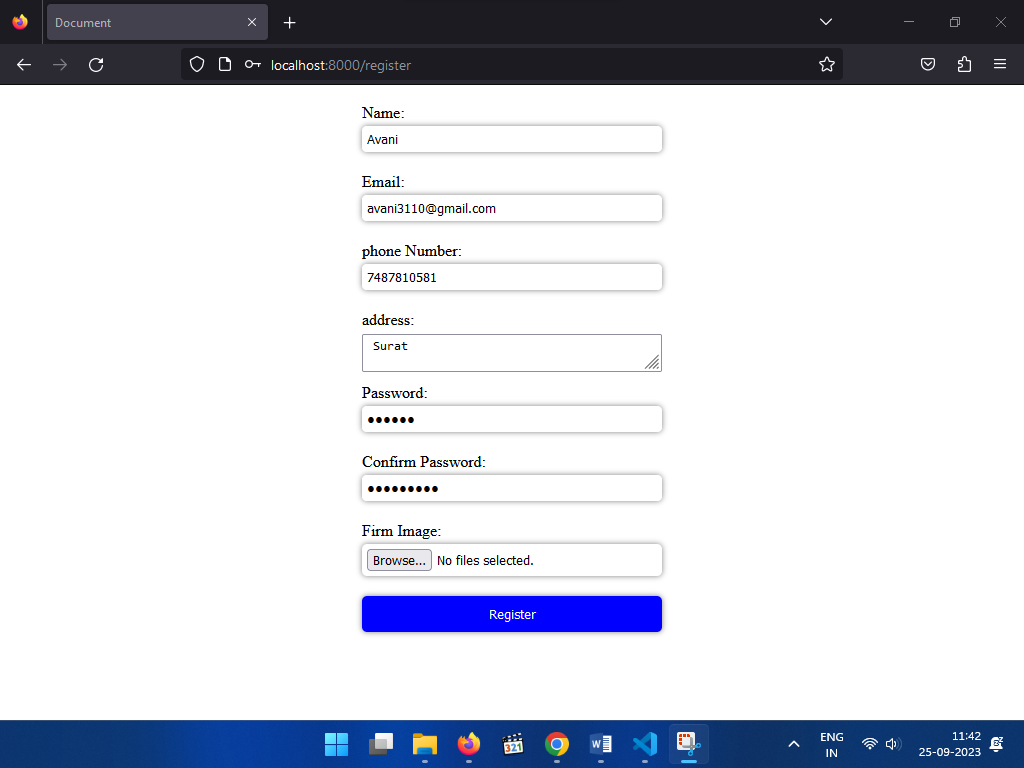 Document
localhost:8000/register
Name:
Avani
Email:
avani3110@gmail.com
phone Number:
7487810581
address:
Surat
Password:
●●●●●●
Confirm Password:
●●●●●●●●●
Firm Image:
Browse... No files selected.
Register
321
W
ENG
IN
11:42
25-09-2023